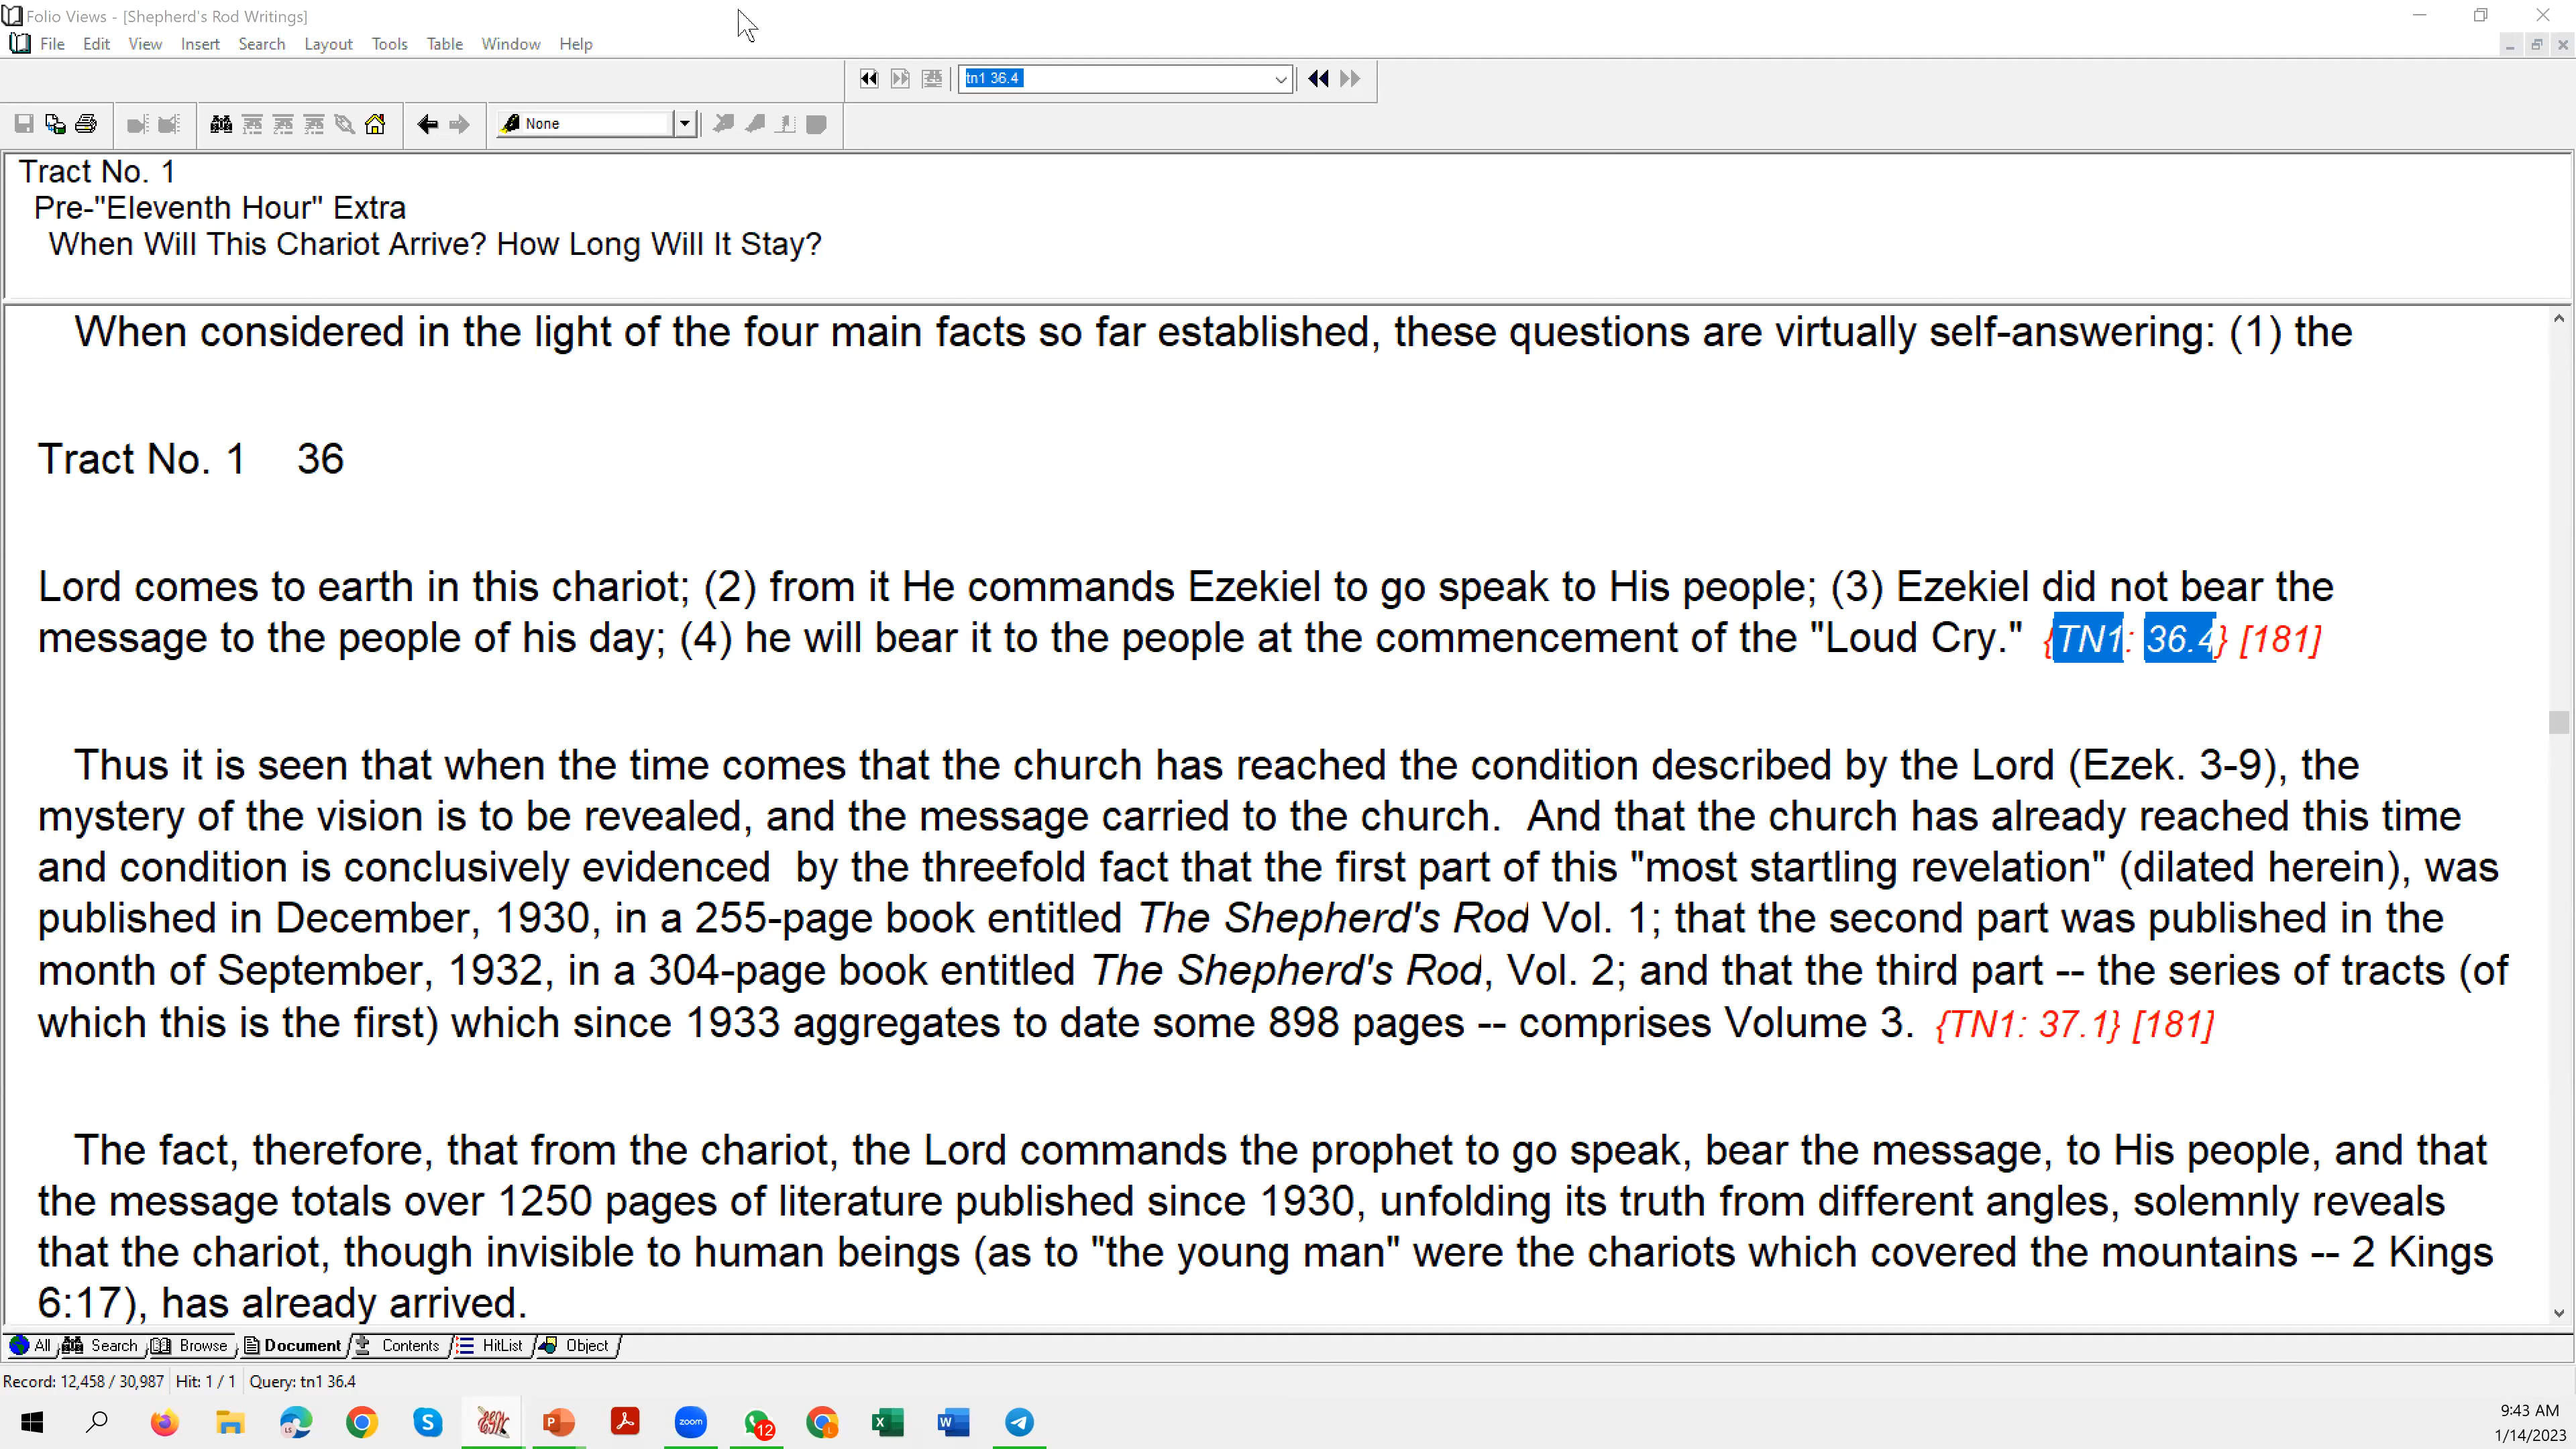 Folio Views - [Shepherd's Rod Writings]
File Edit View Insert Search Layout Tools Table Window Help
tn1 36.4
None
Tract No. 1
Pre-"Eleventh Hour" Extra
When Will This Chariot Arrive? How Long Will It Stay?
When considered in the light of the four main facts so far established, these questions are virtually self-answering: (1) the
Tract No. 1 36
Lord comes to earth in this chariot; (2) from it He commands Ezekiel to go speak to His people; (3) Ezekiel did not bear the
message to the people of his day; (4) he will bear it to the people at the commencement of the "Loud Cry." {TN1: 36.4} [181]
Thus it is seen that when the time comes that the church has reached the condition described by the Lord (Ezek. 3-9), the
mystery of the vision is to be revealed, and the message carried to the church. And that the church has already reached this time
and condition is conclusively evidenced by the threefold fact that the first part of this "most startling revelation" (dilated herein), was
published in December, 1930, in a 255-page book entitled The Shepherd's Rod Vol. 1; that the second part was published in the
month of September, 1932, in a 304-page book entitled The Shepherd's Rod, Vol. 2; and that the third part -- the series of tracts (of
which this is the first) which since 1933 aggregates to date some 898 pages -- comprises Volume 3. {TN1: 37.1} [181]
The fact, therefore, that from the chariot, the Lord commands the prophet to go speak, bear the message, to His people, and that
the message totals over 1250 pages of literature published since 1930, unfolding its truth from different angles, solemnly reveals
that the chariot, though invisible to human beings (as to "the young man" were the chariots which covered the mountains -- 2 Kings
6:17), has already arrived.
All Search Browse Document Contents HitList Object
Record: 12,458 / 30,987 Hit: 1 / 1 Query: tn1 36.4
LS S P zoom 12 L X W
9:43 AM
1/14/2023